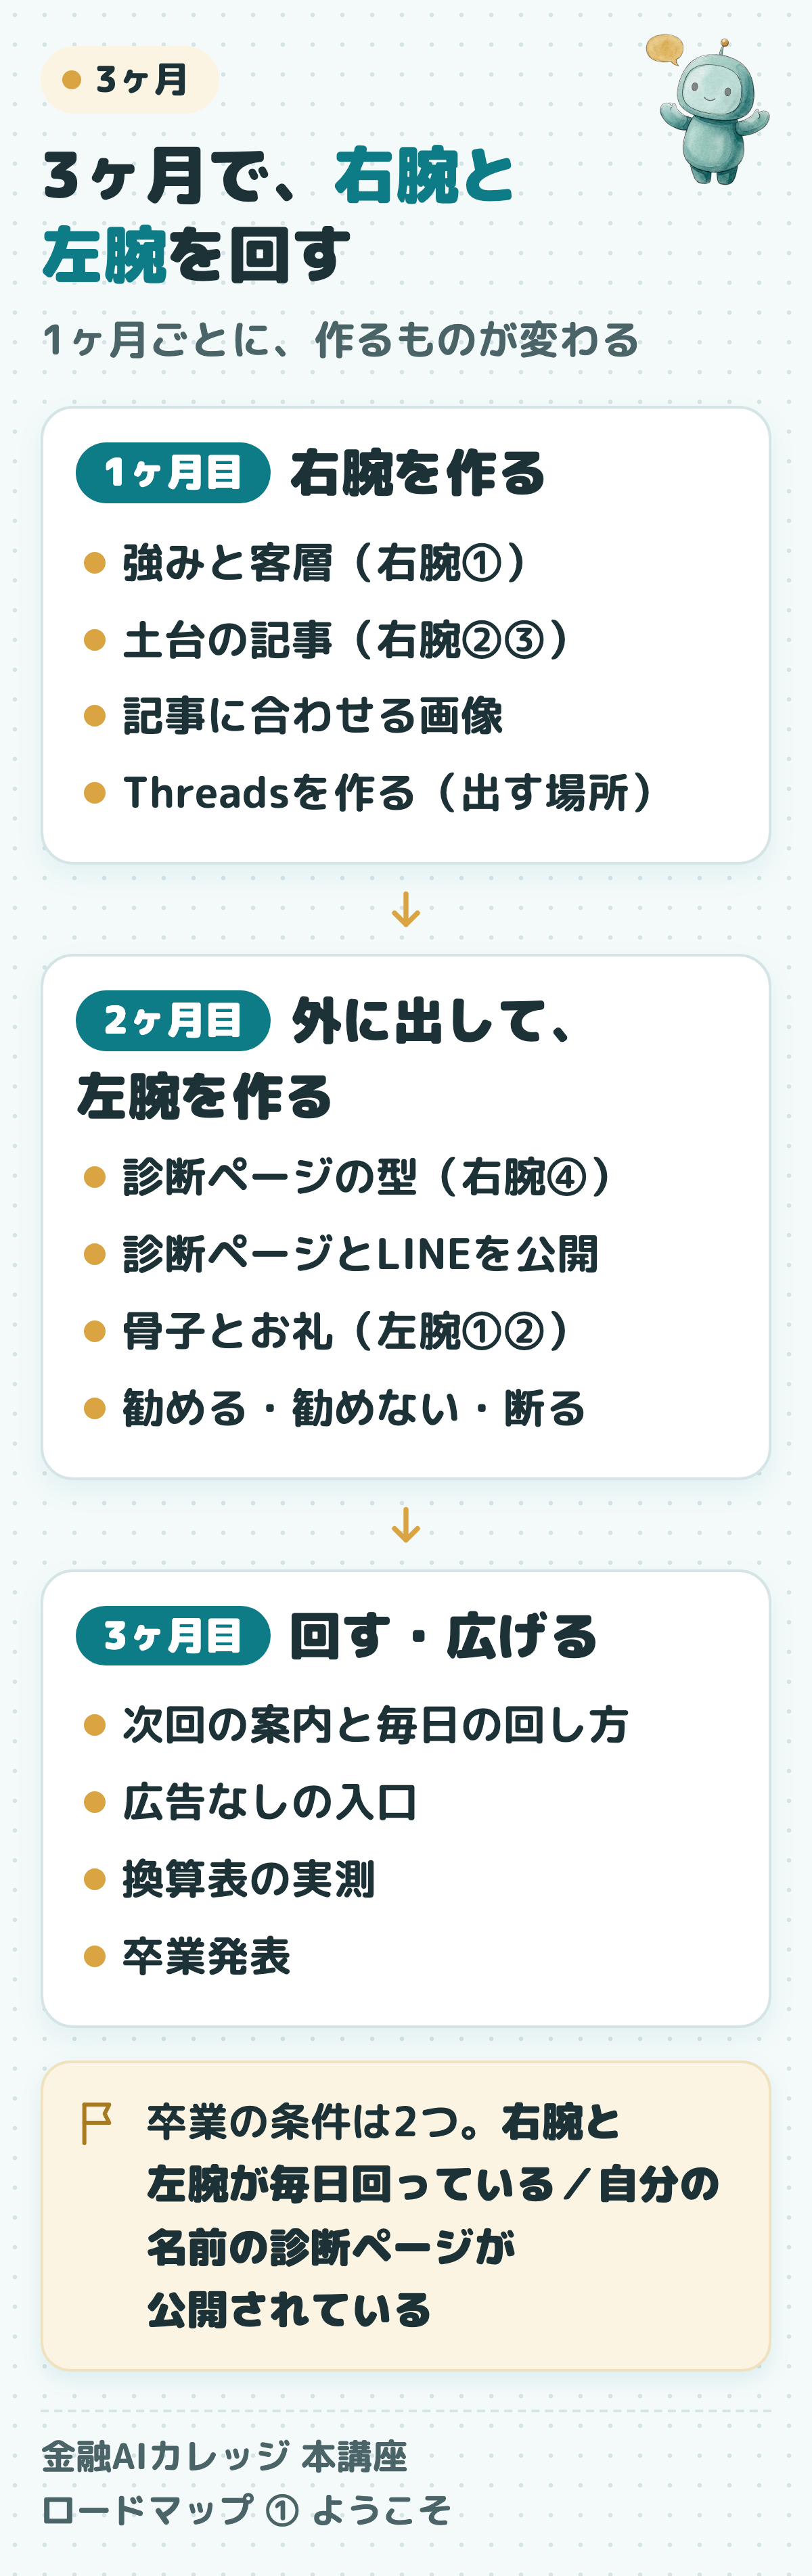 3ヶ月
3ヶ月で、右腕と
左腕を回す
1ヶ月ごとに、作るものが変わる
1ヶ月目 右腕を作る
強みと客層（右腕①）
土台の記事（右腕②③）
記事に合わせる画像
Threadsを作る（出す場所）
2ヶ月目 外に出して、
左腕を作る
診断ページの型（右腕④）
診断ページとLINEを公開
骨子とお礼（左腕①②）
勧める・勧めない・断る
3ヶ月目 回す・広げる
次回の案内と毎日の回し方
広告なしの入口
換算表の実測
卒業発表
卒業の条件は2つ。右腕と
左腕が毎日回っている／自分の
名前の診断ページが
公開されている
金融AIカレッジ 本講座
ロードマップ ① ようこそ